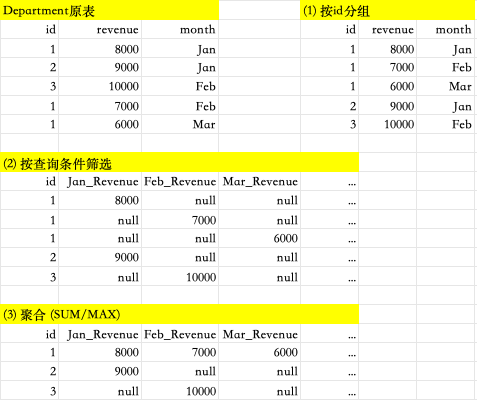 Department原表
id revenue month
1 8000 Jan
2 9000 Jan
3 10000 Feb
1 7000 Feb
1 6000 Mar
(1) 按id分组
id revenue month
1 8000 Jan
1 7000 Feb
1 6000 Mar
2 9000 Jan
3 10000 Feb
(2) 按查询条件筛选
id Jan_Revenue Feb_Revenue Mar_Revenue ...
1 8000 null null ...
1 null 7000 null ...
1 null null 6000 ...
2 9000 null null ...
3 null 10000 null ...
(3) 聚合 (SUM/MAX)
id Jan_Revenue Feb_Revenue Mar_Revenue ...
1 8000 7000 6000 ...
2 9000 null null ...
3 null 10000 null ...